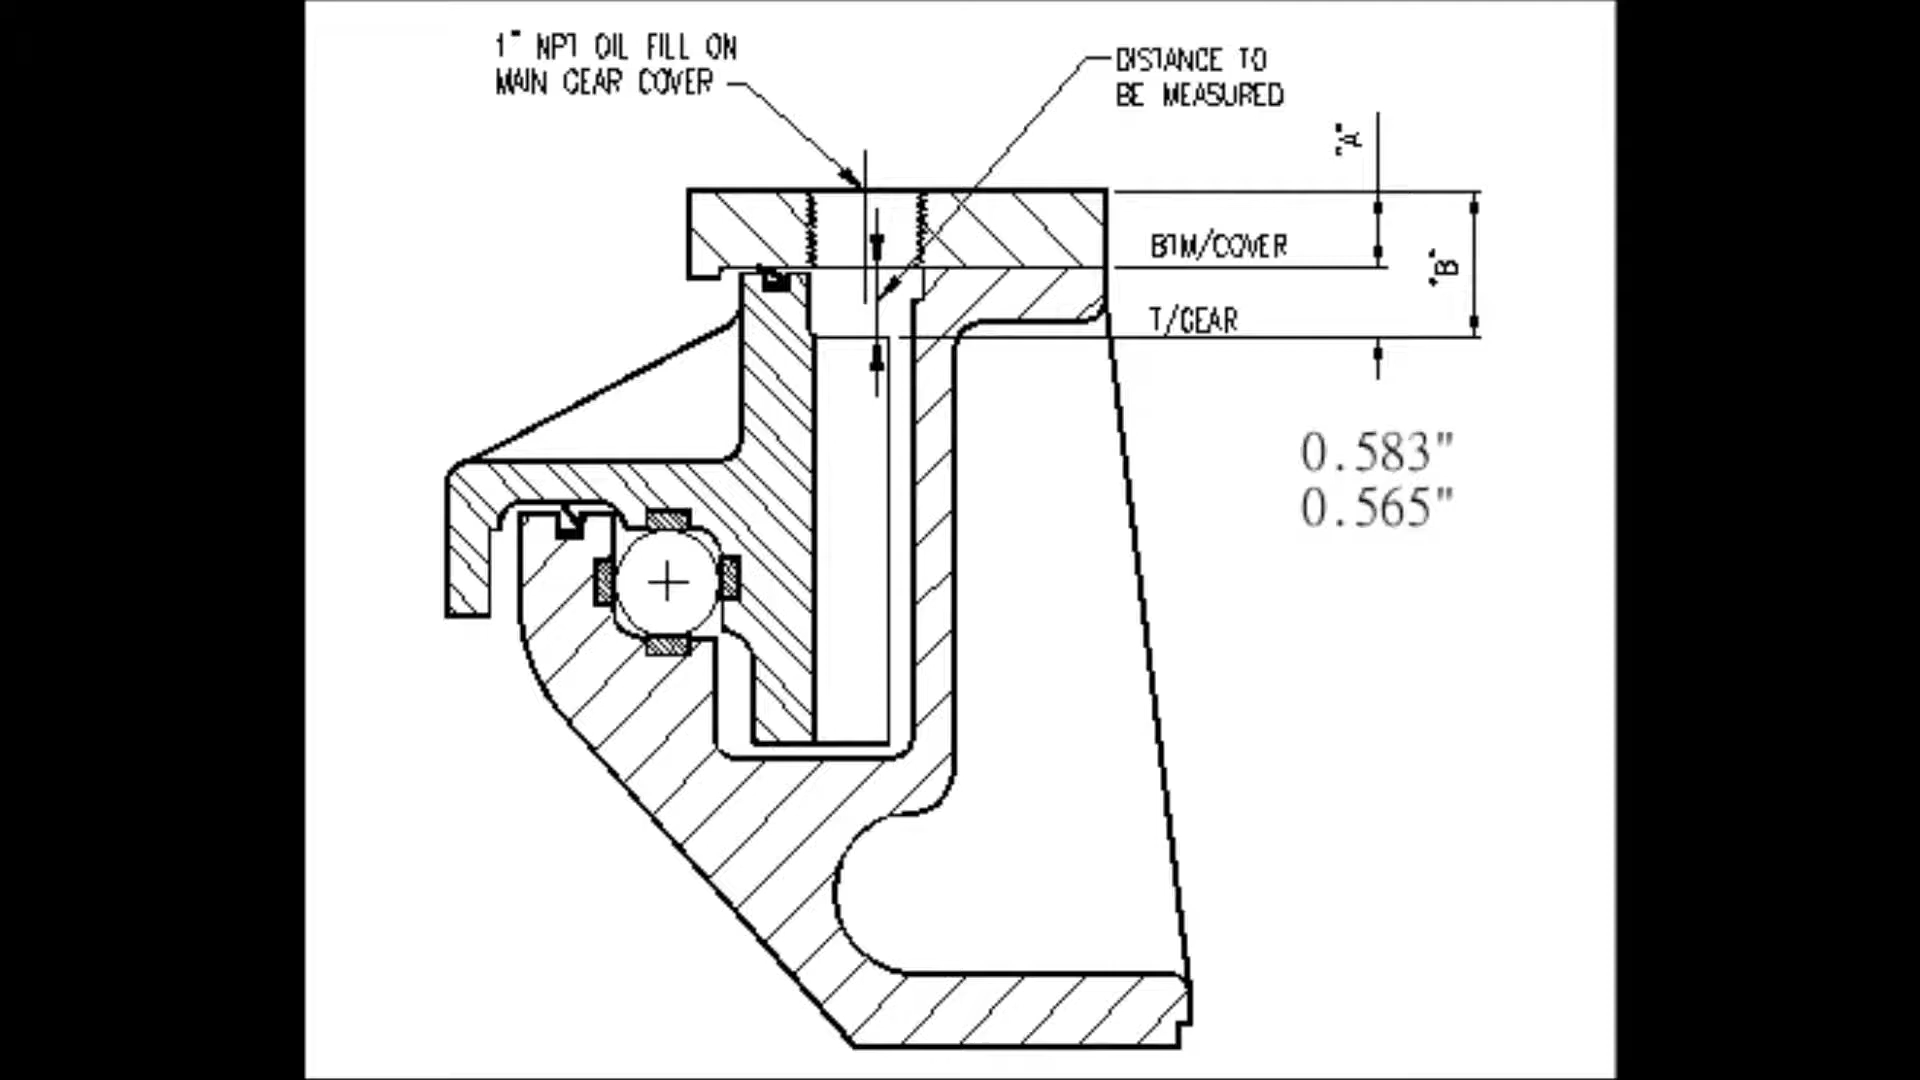 1" NPT OIL FILL ON
MAIN GEAR COVER
DISTANCE TO
BE MEASURED
"A"
BTM/COVER
"B"
T/GEAR
0.583"
0.565"